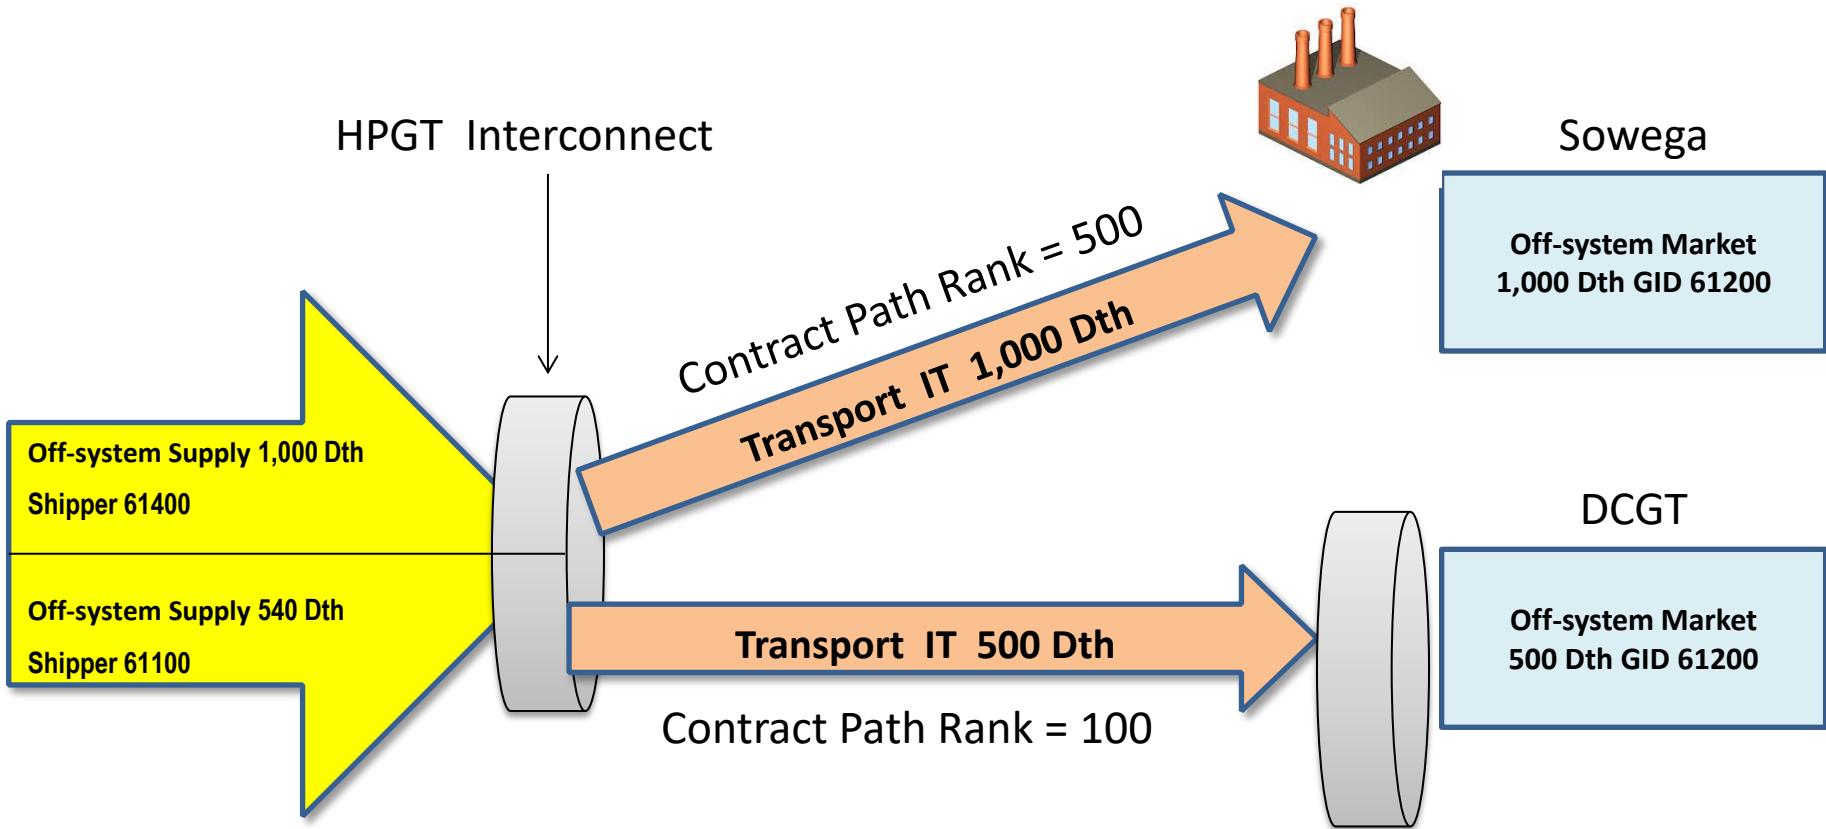 HPGT  Interconnect
Sowega
Off-system Market
1,000 Dth GID 61200
Contract Path Rank = 500
Transport  IT  1,000 Dth
Off-system Supply 1,000 Dth
Shipper 61400
DCGT
Off-system Supply 540 Dth
Shipper 61100
Transport  IT  500 Dth
Off-system Market
500 Dth GID 61200
Contract Path Rank = 100